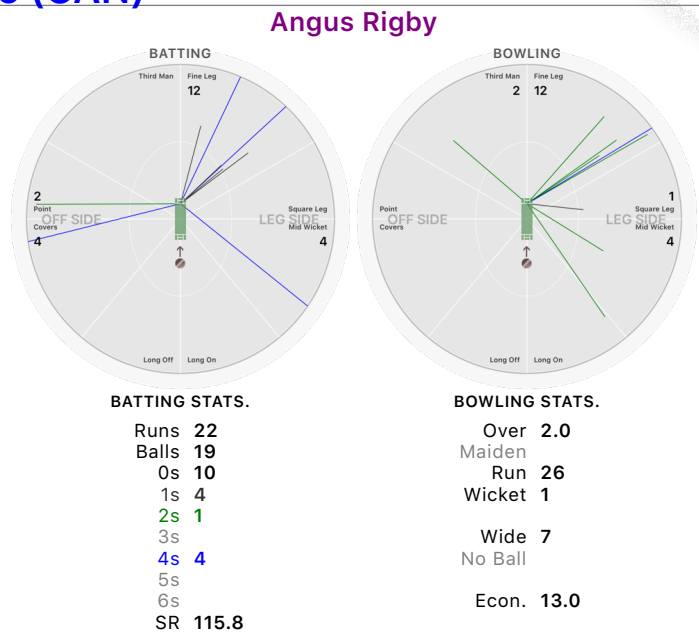 Angus Rigby
BATTING
Third Man Fine Leg
12
2
Point
OFF SIDE
Covers
4
Square Leg
LEG SIDE
Mid Wicket
4
Long Off Long On
BATTING STATS.
Runs 22
Balls 19
0s 10
1s 4
2s 1
3s
4s 4
5s
6s
SR 115.8
BOWLING
Third Man Fine Leg
2 12
Point
OFF SIDE
Covers
1
Square Leg
LEG SIDE
Mid Wicket
4
Long Off Long On
BOWLING STATS.
Over 2.0
Maiden
Run 26
Wicket 1
Wide 7
No Ball
Econ. 13.0